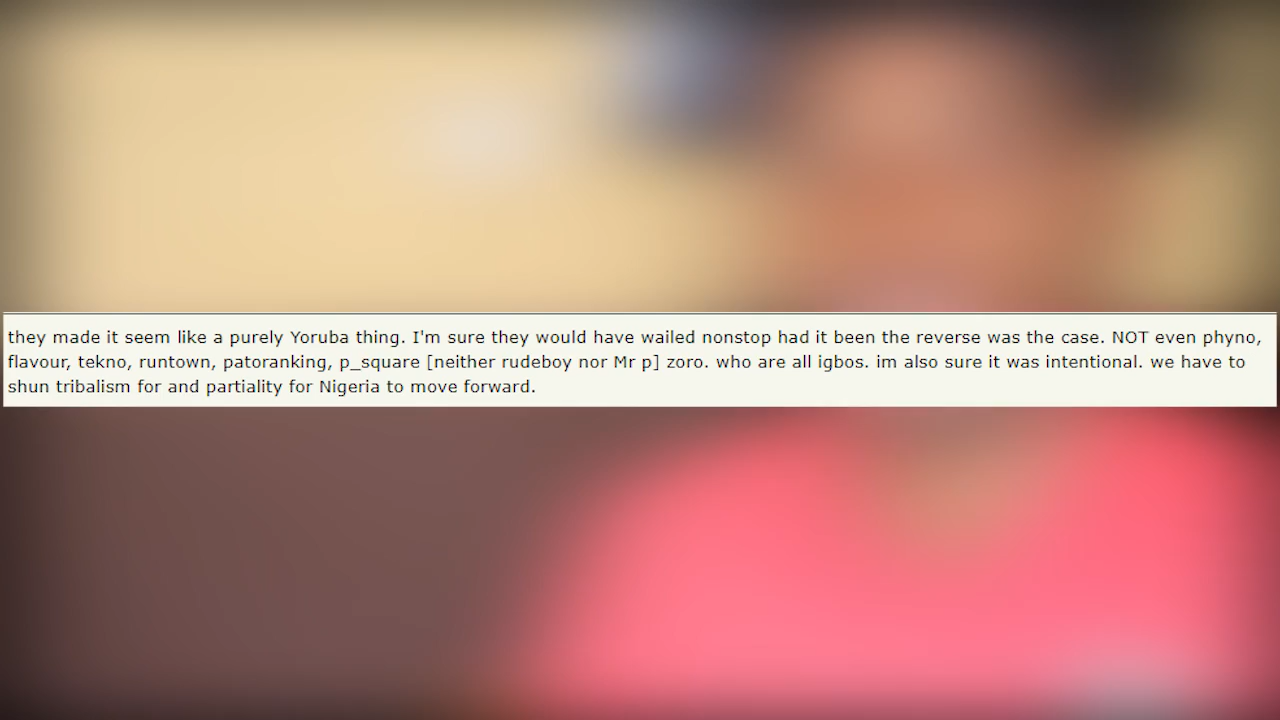 they made it seem like a purely Yoruba thing. I'm sure they would have wailed nonstop had it been the reverse was the case. NOT even phyno,
flavour, tekno, runtown, patoranking, p_square [neither rudeboy nor Mr p] zoro. who are all igbos. im also sure it was intentional. we have to
shun tribalism for and partiality for Nigeria to move forward.